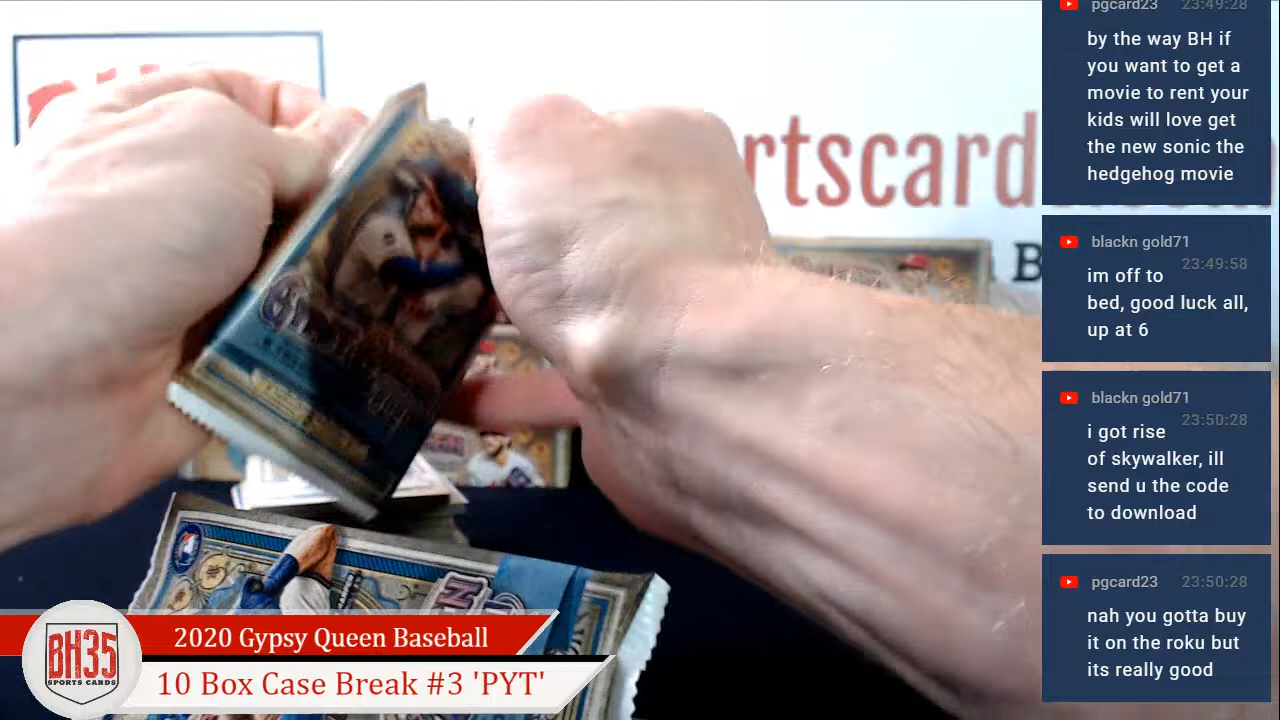 pgcard23 23:49:28
by the way BH if
you want to get a
movie to rent your
kids will love get
the new sonic the
hedgehog movie
blackn gold71
23:49:58
im off to
bed, good luck all,
up at 6
blackn gold71
23:50:28
i got rise
of skywalker, ill
send u the code
to download
pgcard23 23:50:28
nah you gotta buy
it on the roku but
its really good
rtscard
B
2020 Gypsy Queen Baseball
10 Box Case Break #3 'PYT'
BH35
SPORTS CARDS